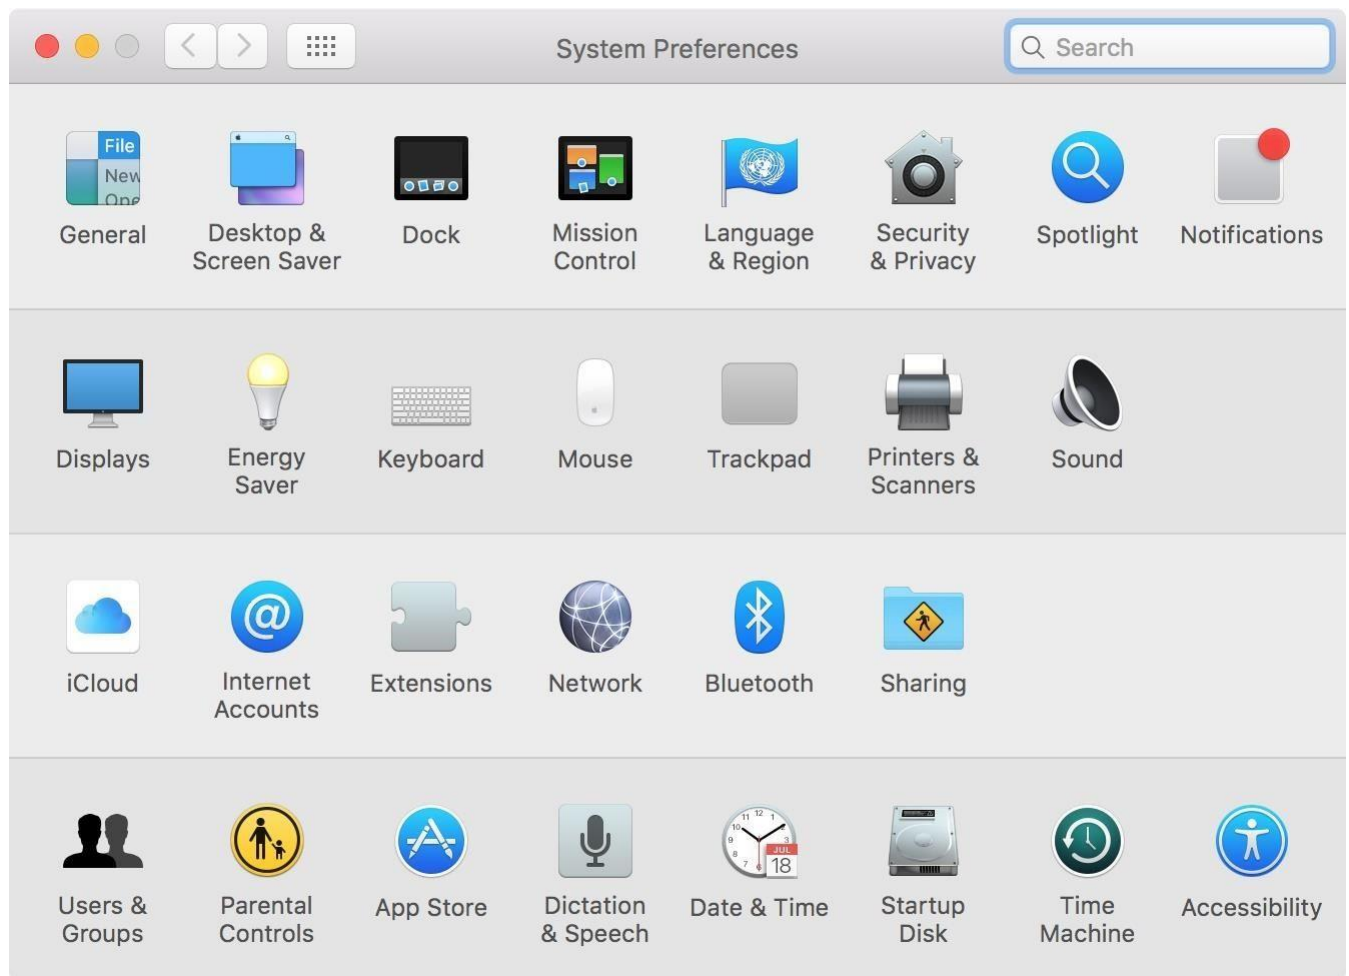 System Preferences
Search
File
New
Ope
General
Desktop &
Screen Saver
Dock
Mission
Control
Language
& Region
Security
& Privacy
Spotlight
Notifications
Displays
Energy
Saver
Keyboard
Mouse
Trackpad
Printers &
Scanners
Sound
iCloud
@
Internet
Accounts
Extensions
Network
Bluetooth
Sharing
Users &
Groups
Parental
Controls
App Store
Dictation
& Speech
JUL
18
Date & Time
Startup
Disk
Time
Machine
Accessibility